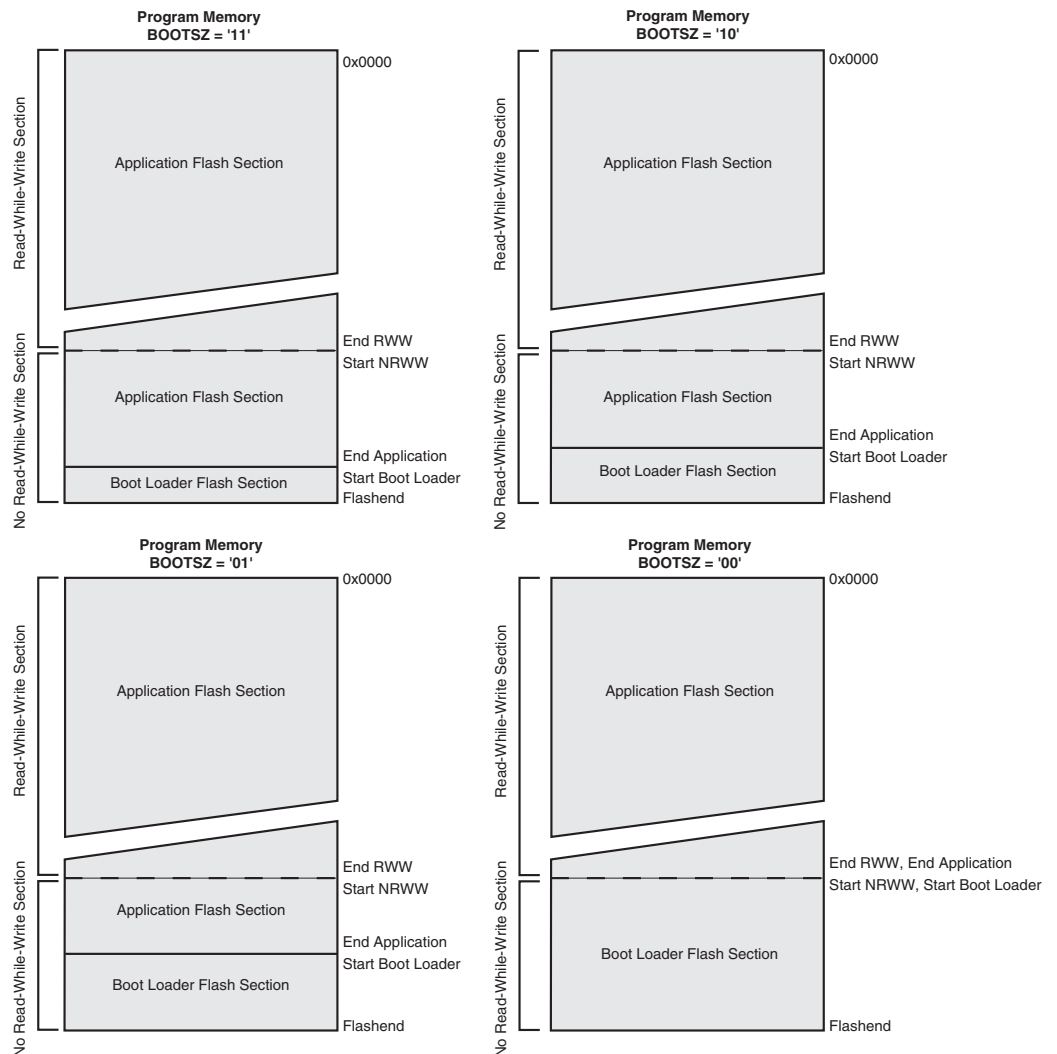 Program Memory
BOOTSZ = '11'
0x0000
Read-While-Write Section
Application Flash Section
End RWW
Start NRWW
No Read-While-Write Section
Application Flash Section
End Application
Start Boot Loader
Boot Loader Flash Section
Flashend
Program Memory
BOOTSZ = '10'
0x0000
Read-While-Write Section
Application Flash Section
End RWW
Start NRWW
No Read-While-Write Section
Application Flash Section
End Application
Start Boot Loader
Boot Loader Flash Section
Flashend
Program Memory
BOOTSZ = '01'
0x0000
Read-While-Write Section
Application Flash Section
End RWW
Start NRWW
No Read-While-Write Section
Application Flash Section
End Application
Start Boot Loader
Boot Loader Flash Section
Flashend
Program Memory
BOOTSZ = '00'
0x0000
Read-While-Write Section
Application Flash Section
End RWW, End Application
Start NRWW, Start Boot Loader
No Read-While-Write Section
Boot Loader Flash Section
Flashend